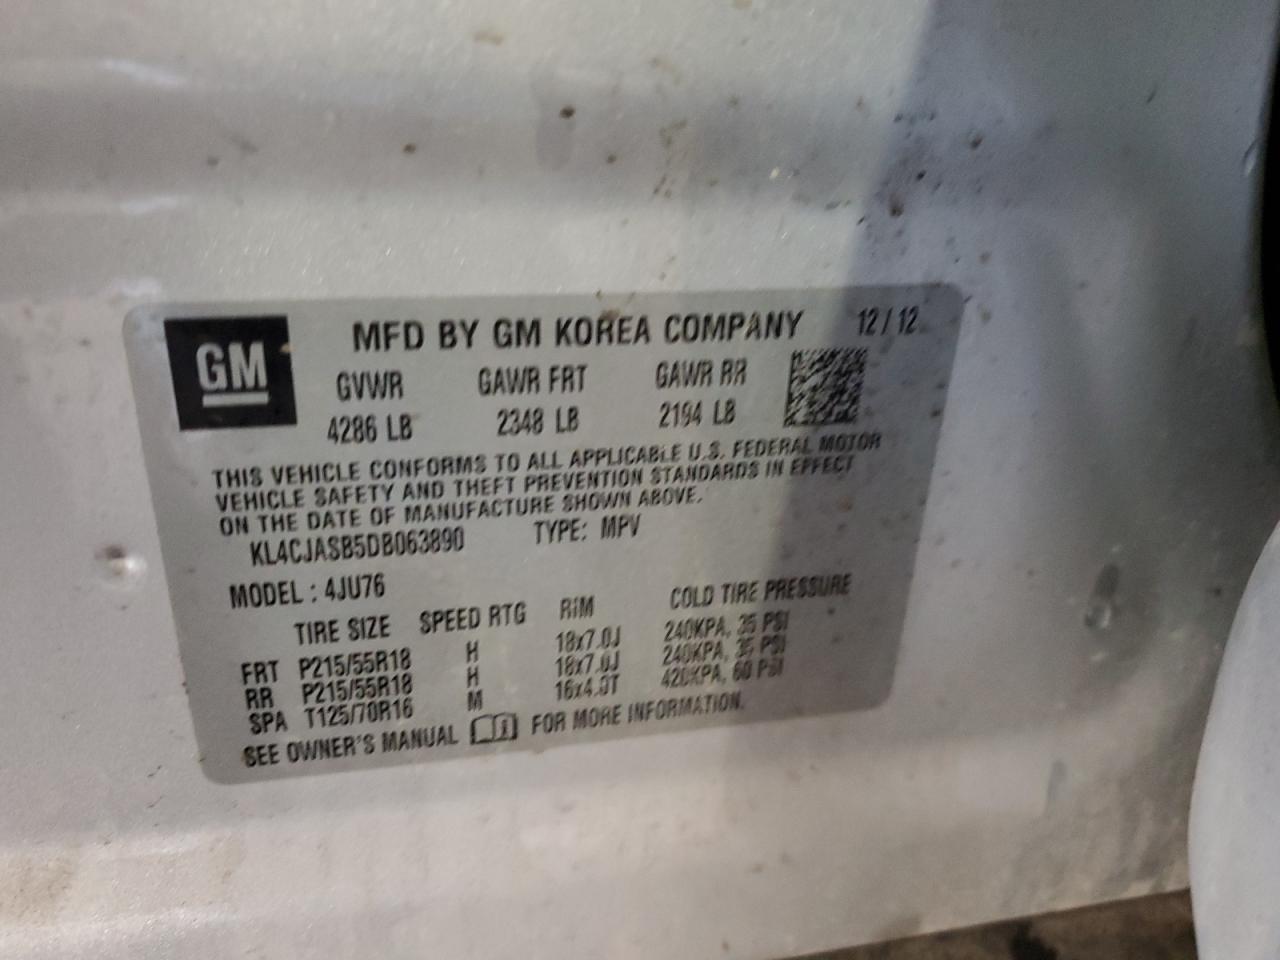 GM
MFD BY GM KOREA COMPANY 12/12
GVWR GAWR FRT GAWR RR
4286 LB 2348 LB 2194 LB
THIS VEHICLE CONFORMS TO ALL APPLICABLE U.S. FEDERAL MOTOR
VEHICLE SAFETY AND THEFT PREVENTION STANDARDS IN EFFECT
ON THE DATE OF MANUFACTURE SHOWN ABOVE.
KL4CJASB5DB063890 TYPE: MPV
MODEL : 4JU76
TIRE SIZE SPEED RTG RIM COLD TIRE PRESSURE
FRT P215/55R18 H 18x7.0J 240KPA, 35 PSI
RR P215/55R18 H 18x7.0J 240KPA, 35 PSI
SPA T125/70R16 M 16x4.0T 420KPA, 60 PSI
SEE OWNER'S MANUAL FOR MORE INFORMATION.